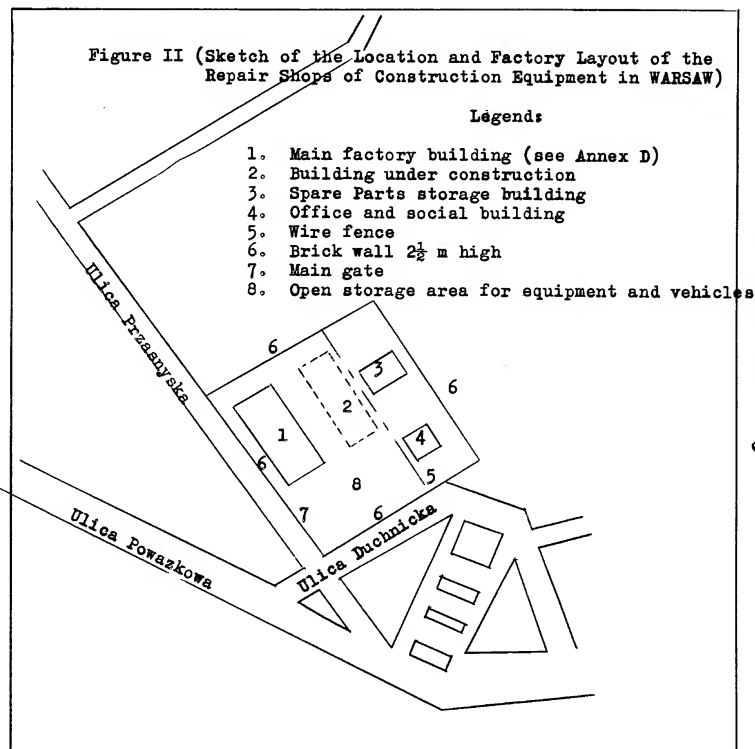 Figure II (Sketch of the Location and Factory Layout of the
Repair Shops of Construction Equipment in WARSAW)
Legend:
1. Main factory building (see Annex D)
2. Building under construction
3. Spare Parts storage building
4. Office and social building
5. Wire fence
6. Brick wall 2½ m high
7. Main gate
8. Open storage area for equipment and vehicles
Ulica Przasnyska
6
3
6
2
1
4
6
8
5
7
6
Ulica Duchnicka
Ulica Powazkowa